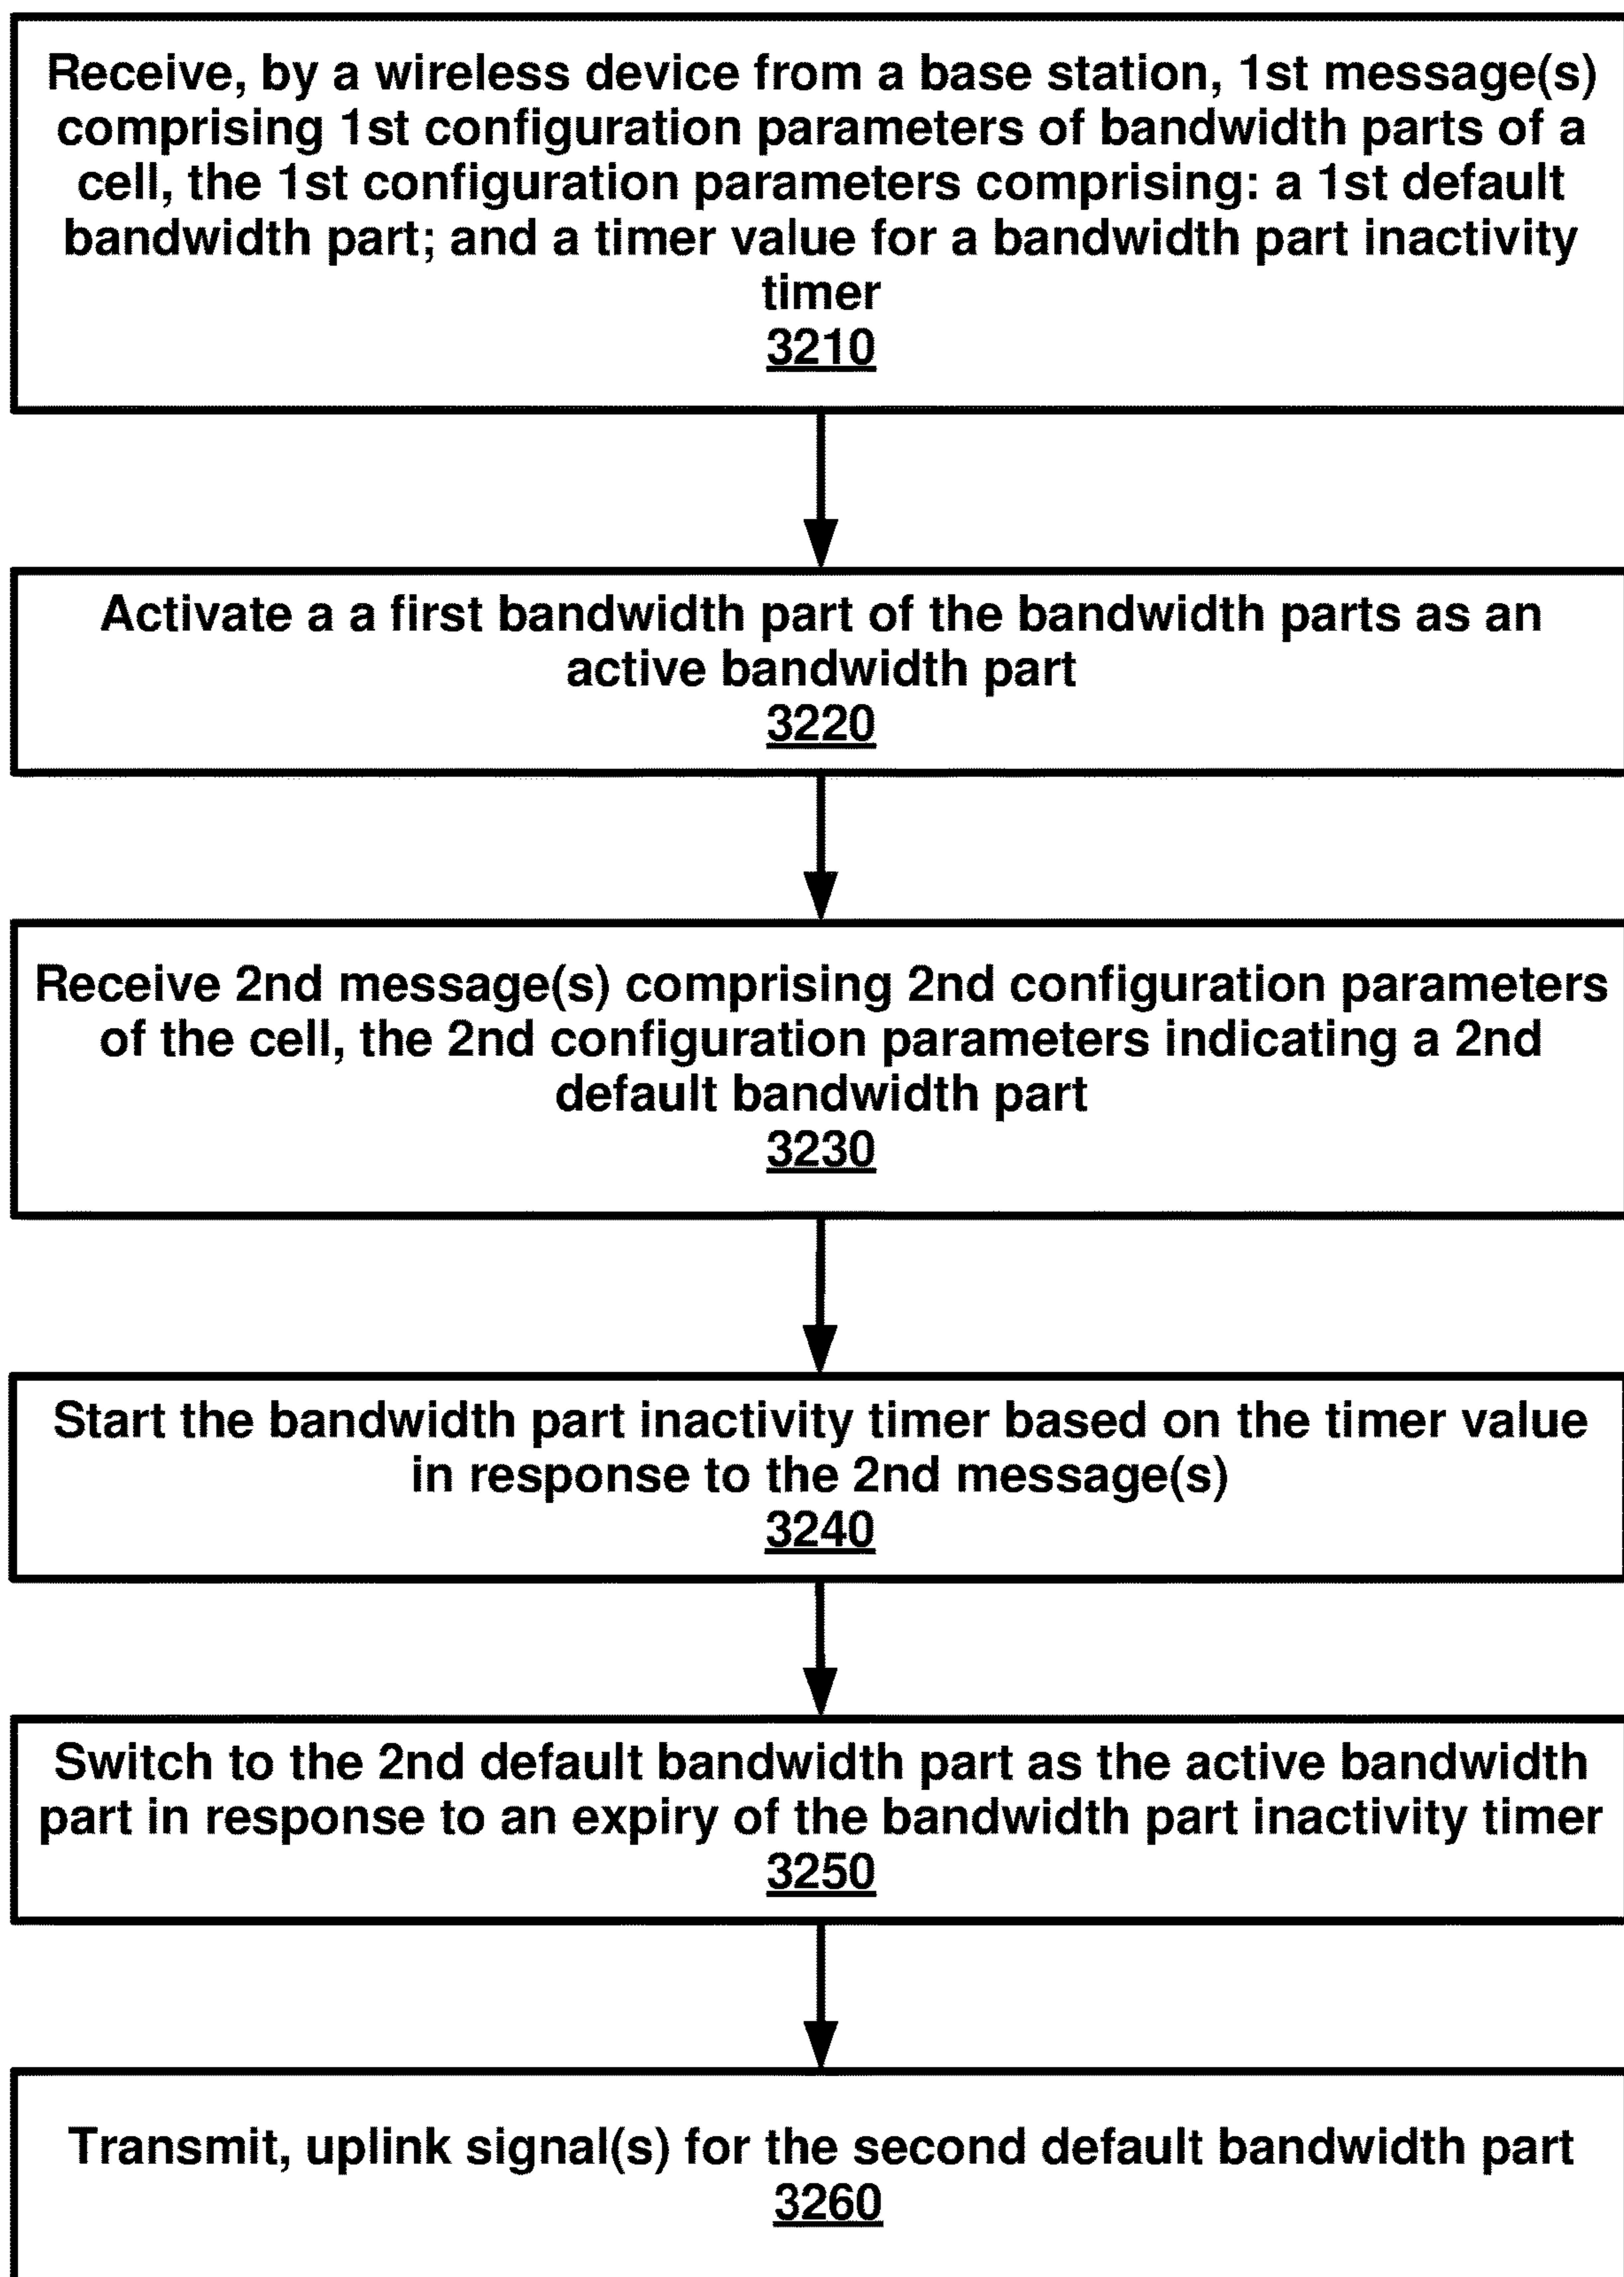 Receive, by a wireless device from a base station, 1st message(s)
comprising 1st configuration parameters of bandwidth parts of a
cell, the 1st configuration parameters comprising: a 1st default
bandwidth part; and a timer value for a bandwidth part inactivity
timer
3210
Activate a a first bandwidth part of the bandwidth parts as an
active bandwidth part
3220
Receive 2nd message(s) comprising 2nd configuration parameters
of the cell, the 2nd configuration parameters indicating a 2nd
default bandwidth part
3230
Start the bandwidth part inactivity timer based on the timer value
in response to the 2nd message(s)
3240
Switch to the 2nd default bandwidth part as the active bandwidth
part in response to an expiry of the bandwidth part inactivity timer
3250
Transmit, uplink signal(s) for the second default bandwidth part
3260